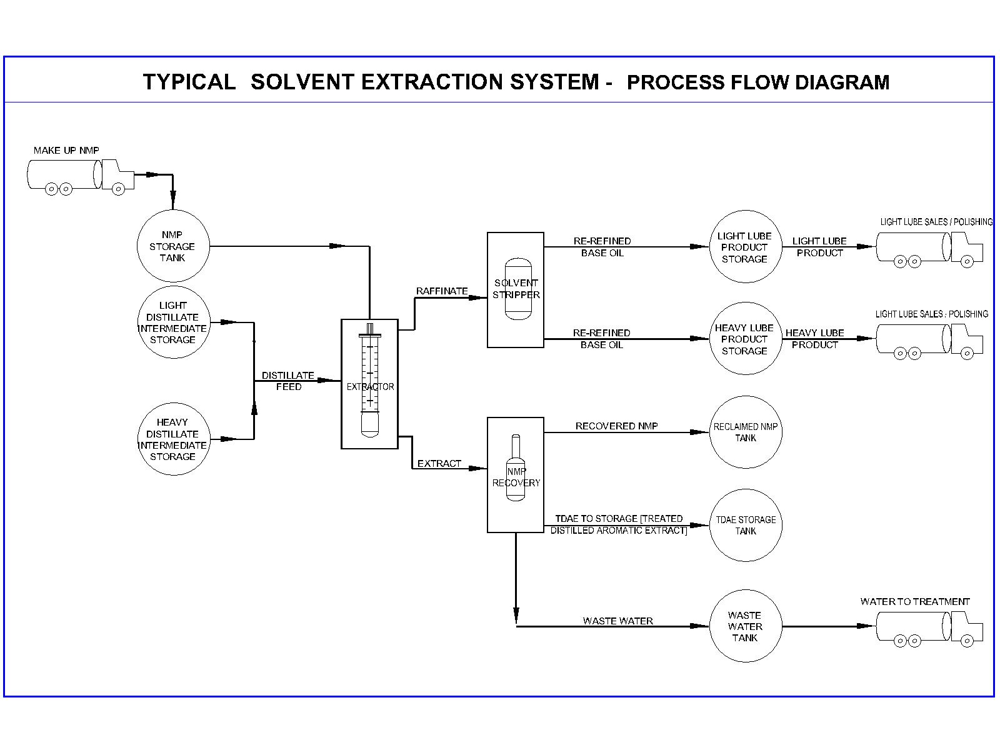 TYPICAL SOLVENT EXTRACTION SYSTEM - PROCESS FLOW DIAGRAM
MAKE UP NMP
NMP
STORAGE
TANK
LIGHT
DISTILLATE
INTERMEDIATE
STORAGE
HEAVY
DISTILLATE
INTERMEDIATE
STORAGE
DISTILLATE
FEED
EXTRACTOR
RAFFINATE
EXTRACT
SOLVENT
STRIPPER
NMP
RECOVERY
RE-REFINED
BASE OIL
LIGHT LUBE
PRODUCT
STORAGE
LIGHT LUBE
PRODUCT
LIGHT LUBE SALES / POLISHING
RE-REFINED
BASE OIL
HEAVY LUBE
PRODUCT
STORAGE
HEAVY LUBE
PRODUCT
LIGHT LUBE SALES / POLISHING
RECOVERED NMP
RECLAIMED NMP
TANK
TDAE TO STORAGE [TREATED
DISTILLED AROMATIC EXTRACT]
TDAE STORAGE
TANK
WASTE WATER
WASTE
WATER
TANK
WATER TO TREATMENT